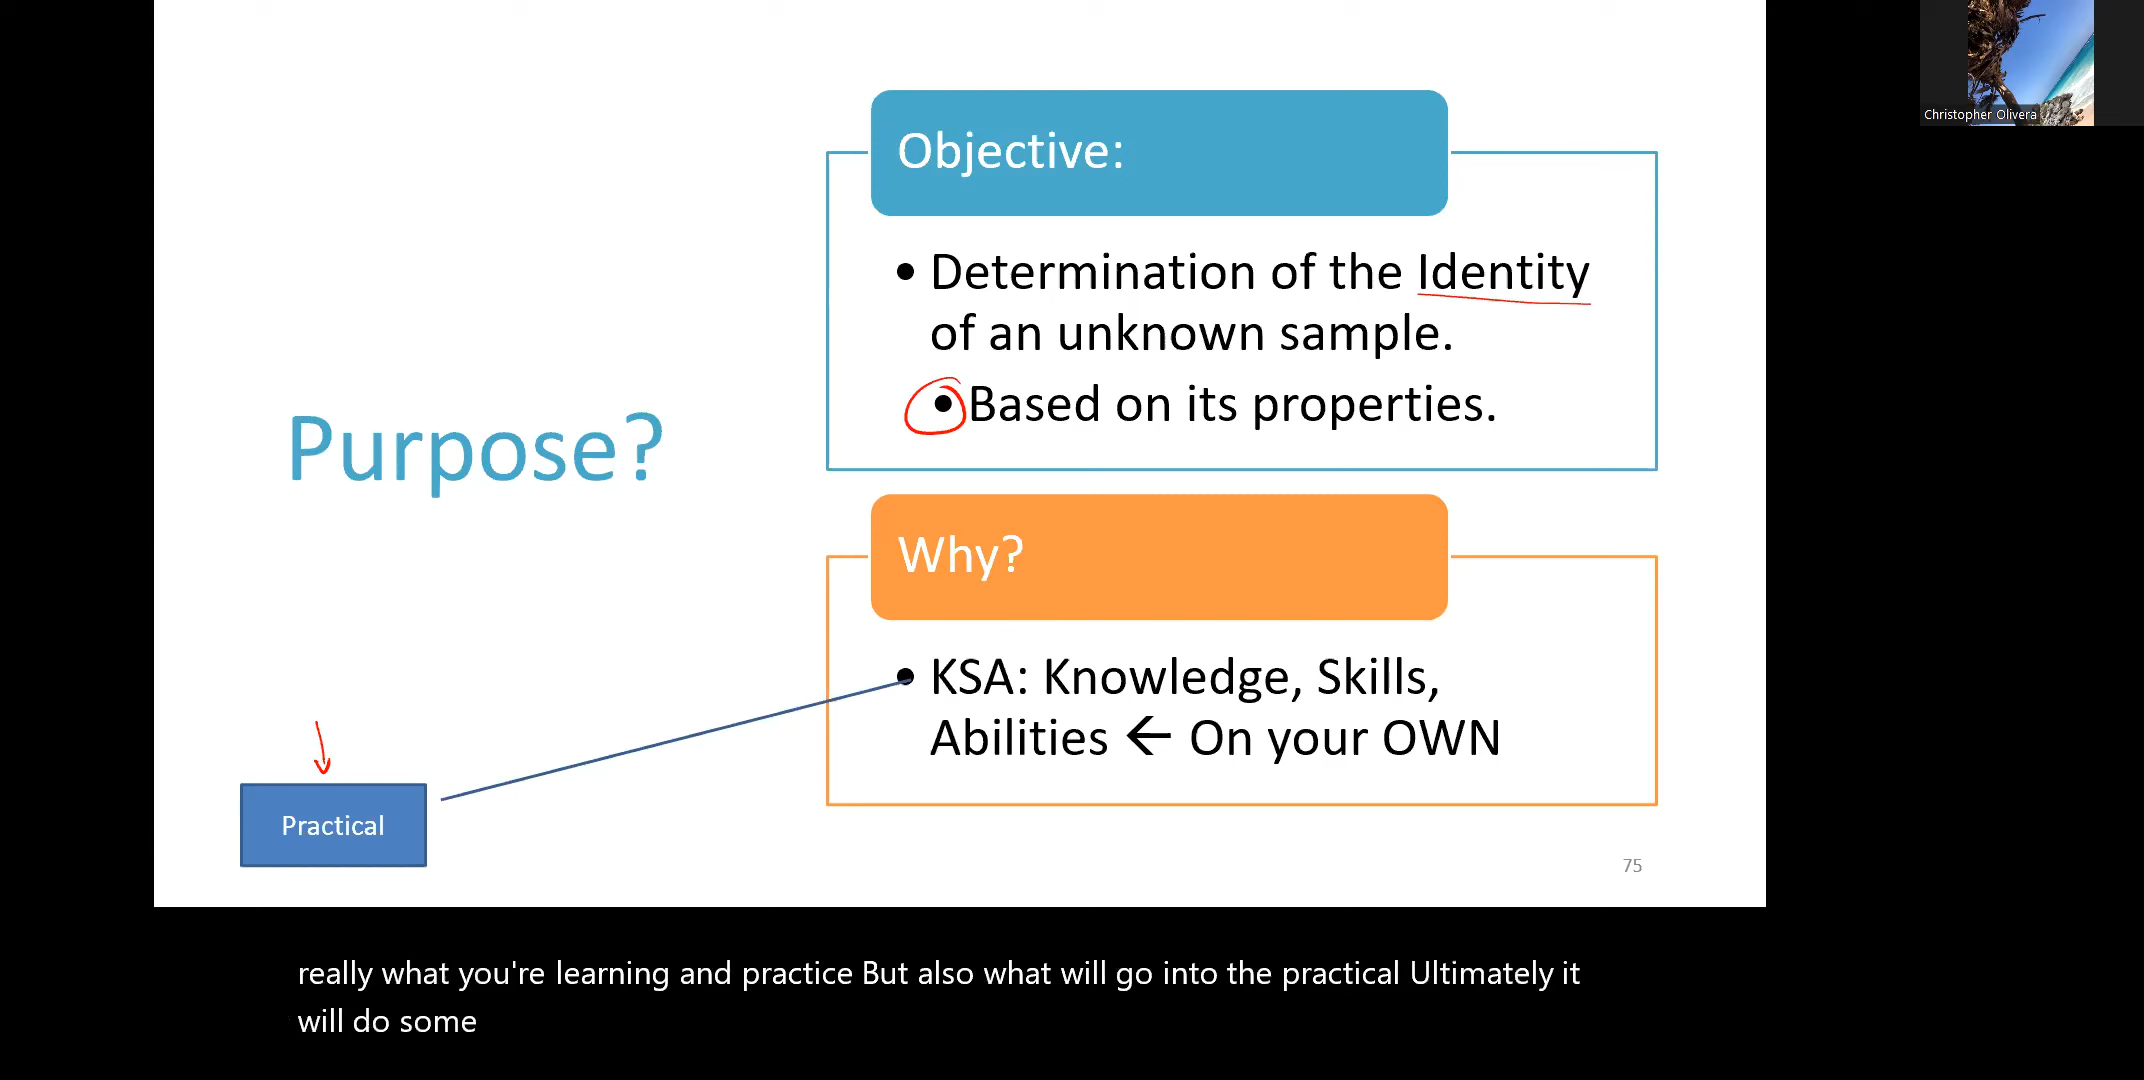 Christopher Olivera
Purpose?
Objective:
• Determination of the Identity
of an unknown sample.
• Based on its properties.
Why?
• KSA: Knowledge, Skills,
Abilities ← On your OWN
Practical
75
really what you're learning and practice But also what will go into the practical Ultimately it
will do some